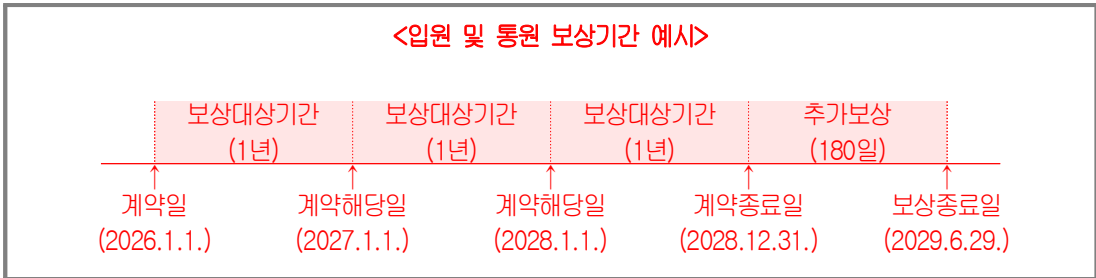 <입원 및 통원 보상기간 예시>
보상대상기간 보상대상기간 보상대상기간 추가보상
(1년) (1년) (1년) (180일)
계약일 계약해당일 계약해당일 계약종료일 보상종료일
(2026.1.1.) (2027.1.1.) (2028.1.1.) (2028.12.31.) (2029.6.29.)